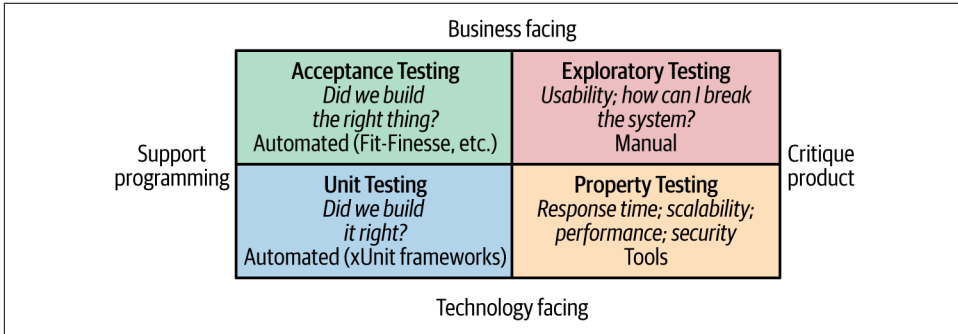 Business facing
Acceptance Testing
Did we build
the right thing?
Automated (Fit-Finesse, etc.)
Exploratory Testing
Usability; how can I break
the system?
Manual
Support
programming
Critique
product
Unit Testing
Did we build
it right?
Automated (xUnit frameworks)
Property Testing
Response time; scalability;
performance; security
Tools
Technology facing